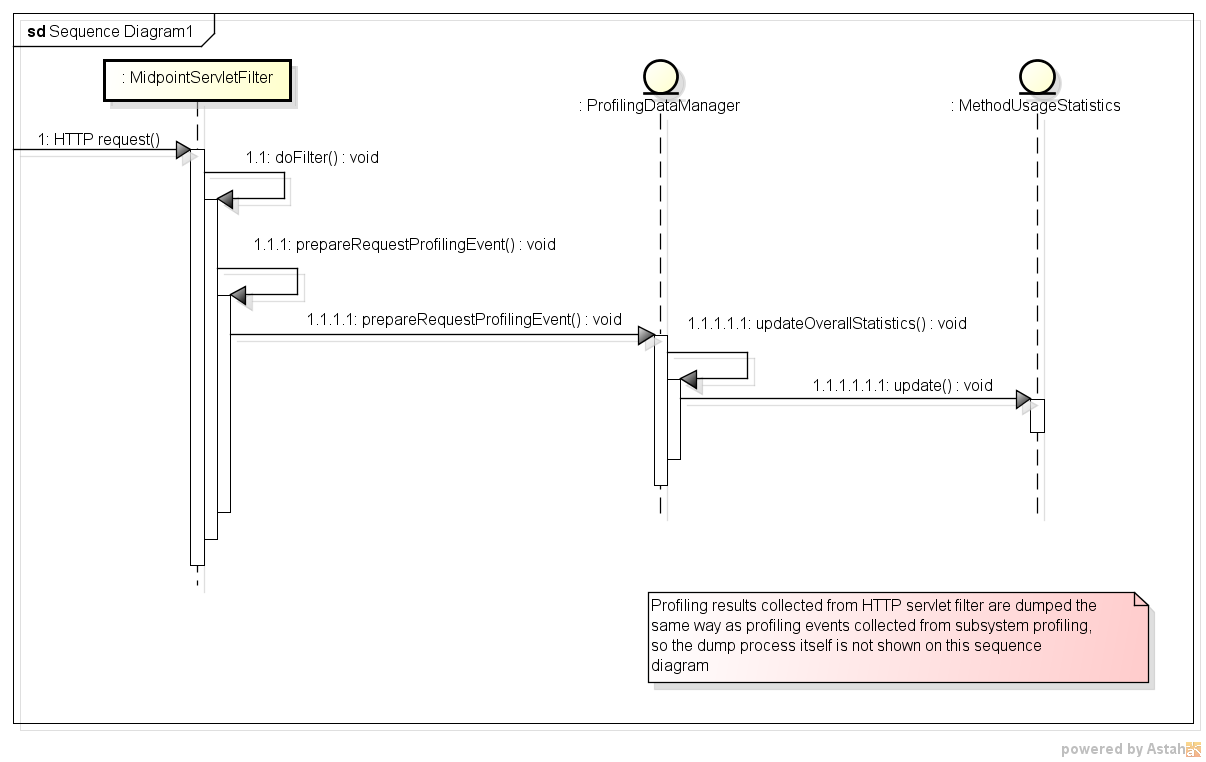 sd Sequence Diagram1
: MidpointServletFilter
: ProfilingDataManager
: MethodUsageStatistics
1: HTTP request()
1.1: doFilter() : void
1.1.1: prepareRequestProfilingEvent() : void
1.1.1.1: prepareRequestProfilingEvent() : void
1.1.1.1.1: updateOverallStatistics() : void
1.1.1.1.1.1: update() : void
Profiling results collected from HTTP servlet filter are dumped the
same way as profiling events collected from subsystem profiling,
so the dump process itself is not shown on this sequence
diagram
powered by Astah